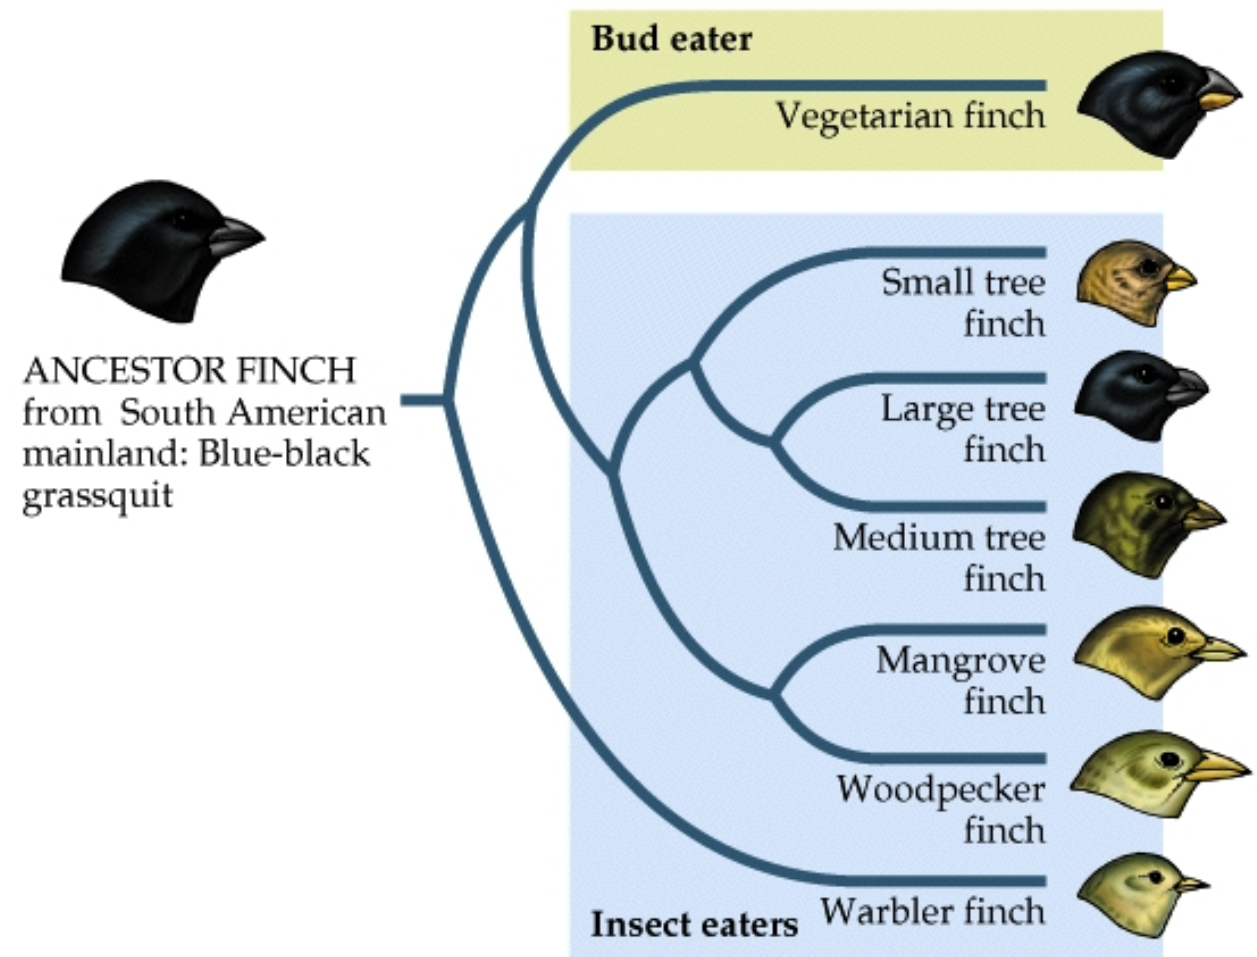 Bud eater
Vegetarian finch
ANCESTOR FINCH
from South American
mainland: Blue-black
grassquit
Small tree
finch
Large tree
finch
Medium tree
finch
Mangrove
finch
Woodpecker
finch
Warbler finch
Insect eaters